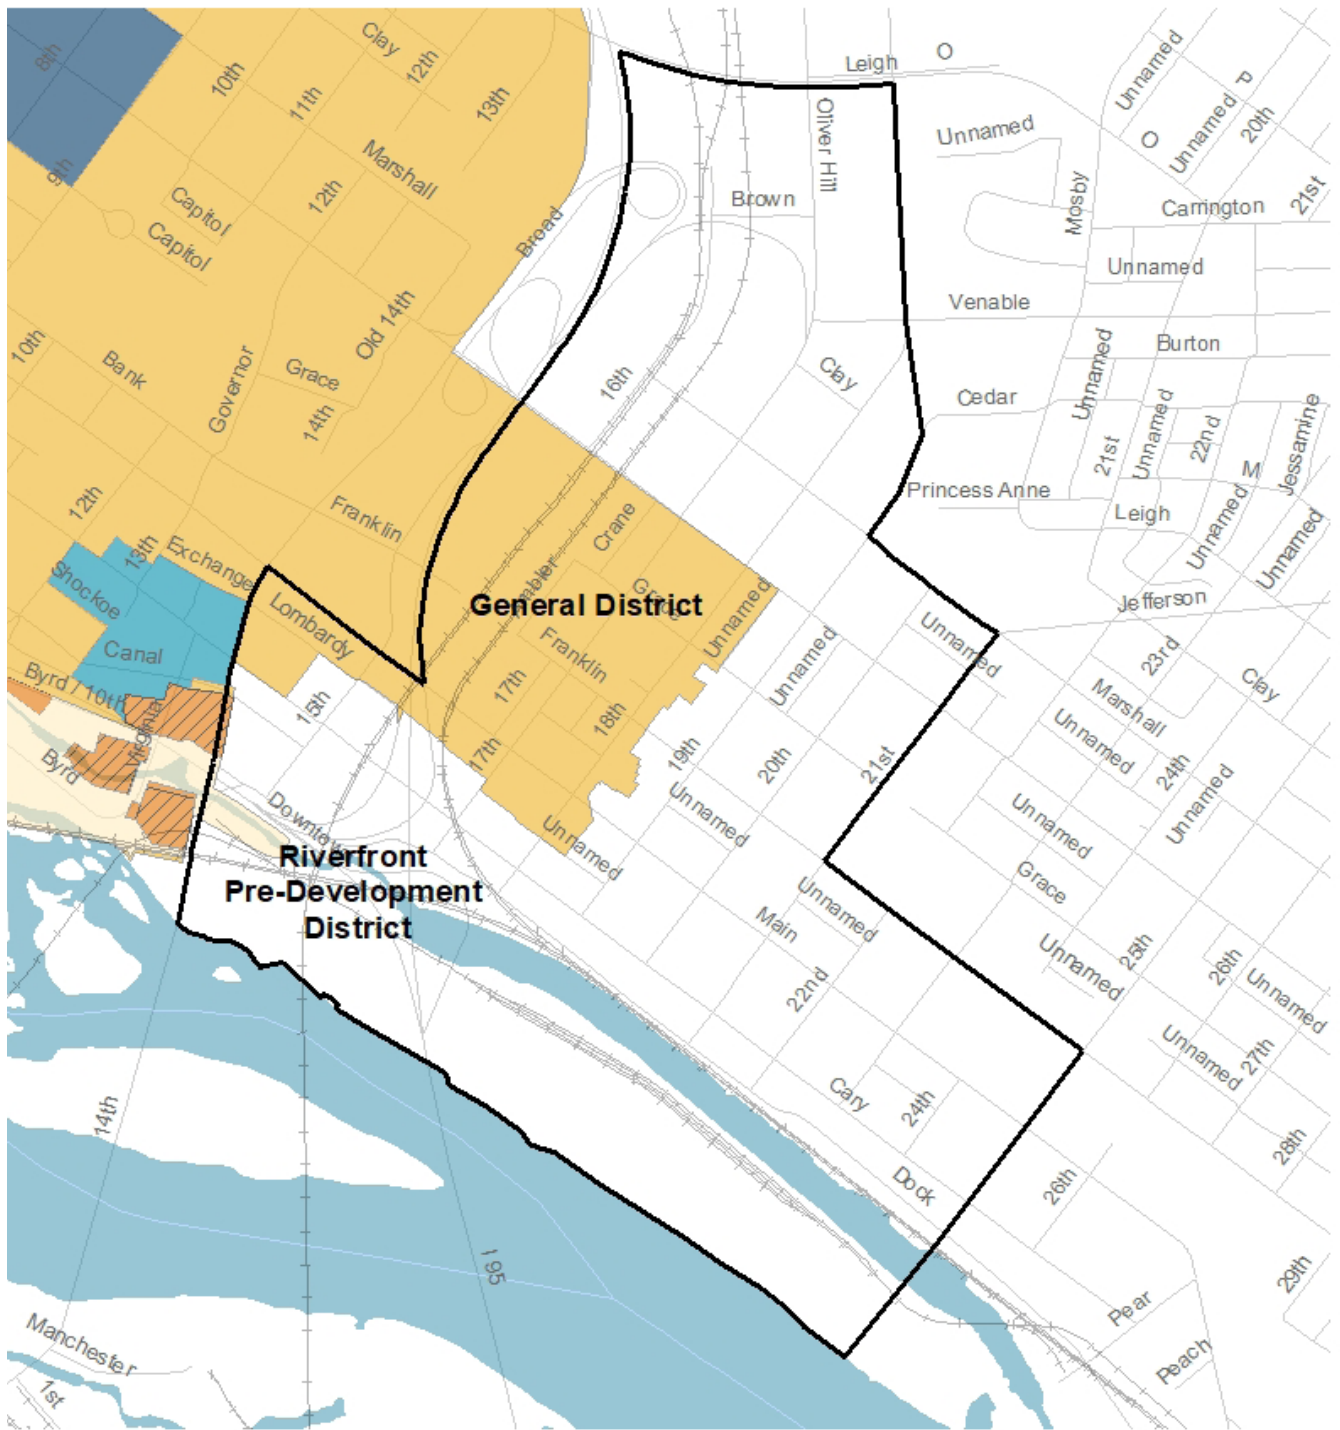 Clay
Leigh
O
8th
10th
12th
Unnamed
P
11th
13th
Oliver Hill
Unnamed
O
Unnamed
20th
9th
Marshall
Capitol
12th
Brown
Mosby
Carrington
21st
Capitol
Broad
Unnamed
Old 14th
Venable
10th
Bank
Governor
Grace
14th
16th
Clay
Unnamed
Burton
Cedar
Unnamed
22nd
Jessamine
21st
M
12th
Franklin
Crane
Princess Anne
Leigh
Unnamed
Unnamed
13th
Exchange
Shockoe
Lombardy
General District
Grace
Unnamed
Jefferson
Canal
Franklin
Unnamed
Unnamed
23rd
Byrd / 10th
17th
Clay
Marshall
15th
18th
Virginia
Byrd
17th
19th
20th
21st
Unnamed
24th
Unnamed
Unnamed
Unnamed
Unnamed
Riverfront
Pre-Development
District
Unnamed
Grace
Main
22nd
Unnamed
25th
26th
Unnamed
Unnamed
27th
Cary
24th
14th
Dock
26th
28th
I 95
29th
Pear
Manchester
Peach
1st